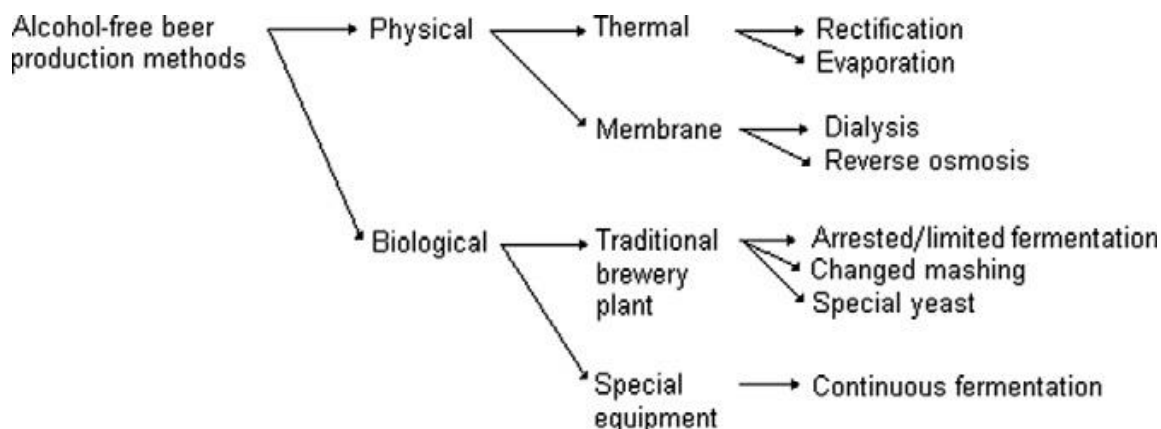 Alcohol-free beer
production methods
Physical
Thermal
Rectification
Evaporation
Membrane
Dialysis
Reverse osmosis
Biological
Traditional
brewery
plant
Arrested/limited fermentation
Changed mashing
Special yeast
Special
equipment
Continuous fermentation